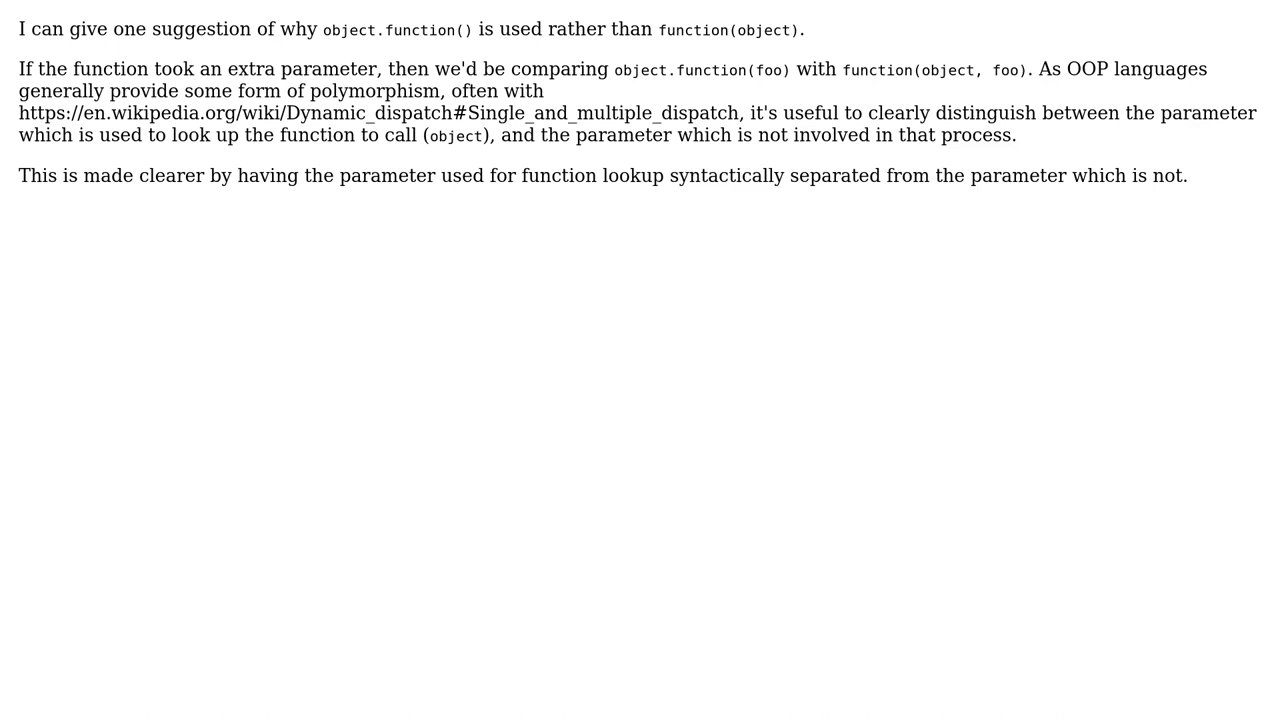 I can give one suggestion of why object.function() is used rather than function(object).
If the function took an extra parameter, then we'd be comparing object.function(foo) with function(object, foo). As OOP languages
generally provide some form of polymorphism, often with
https://en.wikipedia.org/wiki/Dynamic_dispatch#Single_and_multiple_dispatch, it's useful to clearly distinguish between the parameter
which is used to look up the function to call (object), and the parameter which is not involved in that process.
This is made clearer by having the parameter used for function lookup syntactically separated from the parameter which is not.